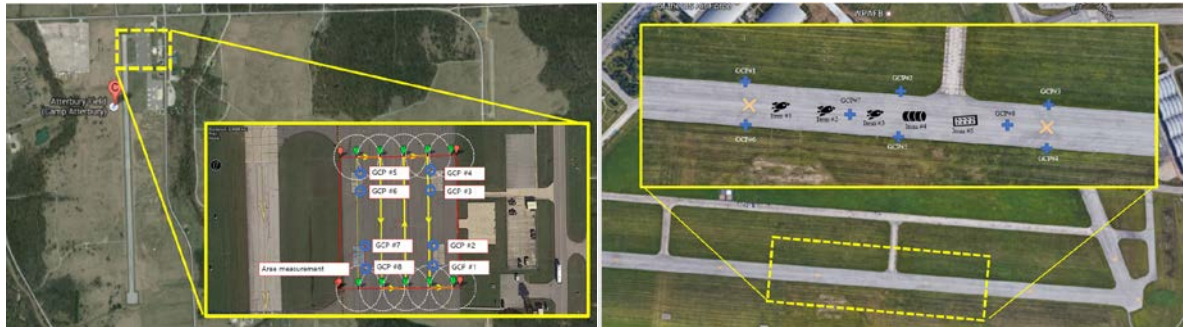 Atterbury Field
(Camp Atterbury)
GCP #5
GCP #4
GCP #6
GCP #3
GCP #7
GCP #2
GCP #8
GCP #1
Area measurement
GCP#1
GCP#2
GCP#3
GCP#7
GCP#8
Item #1
Item #2
Item #3
Item #4
Item #5
GCP#6
GCP#5
GCP#4